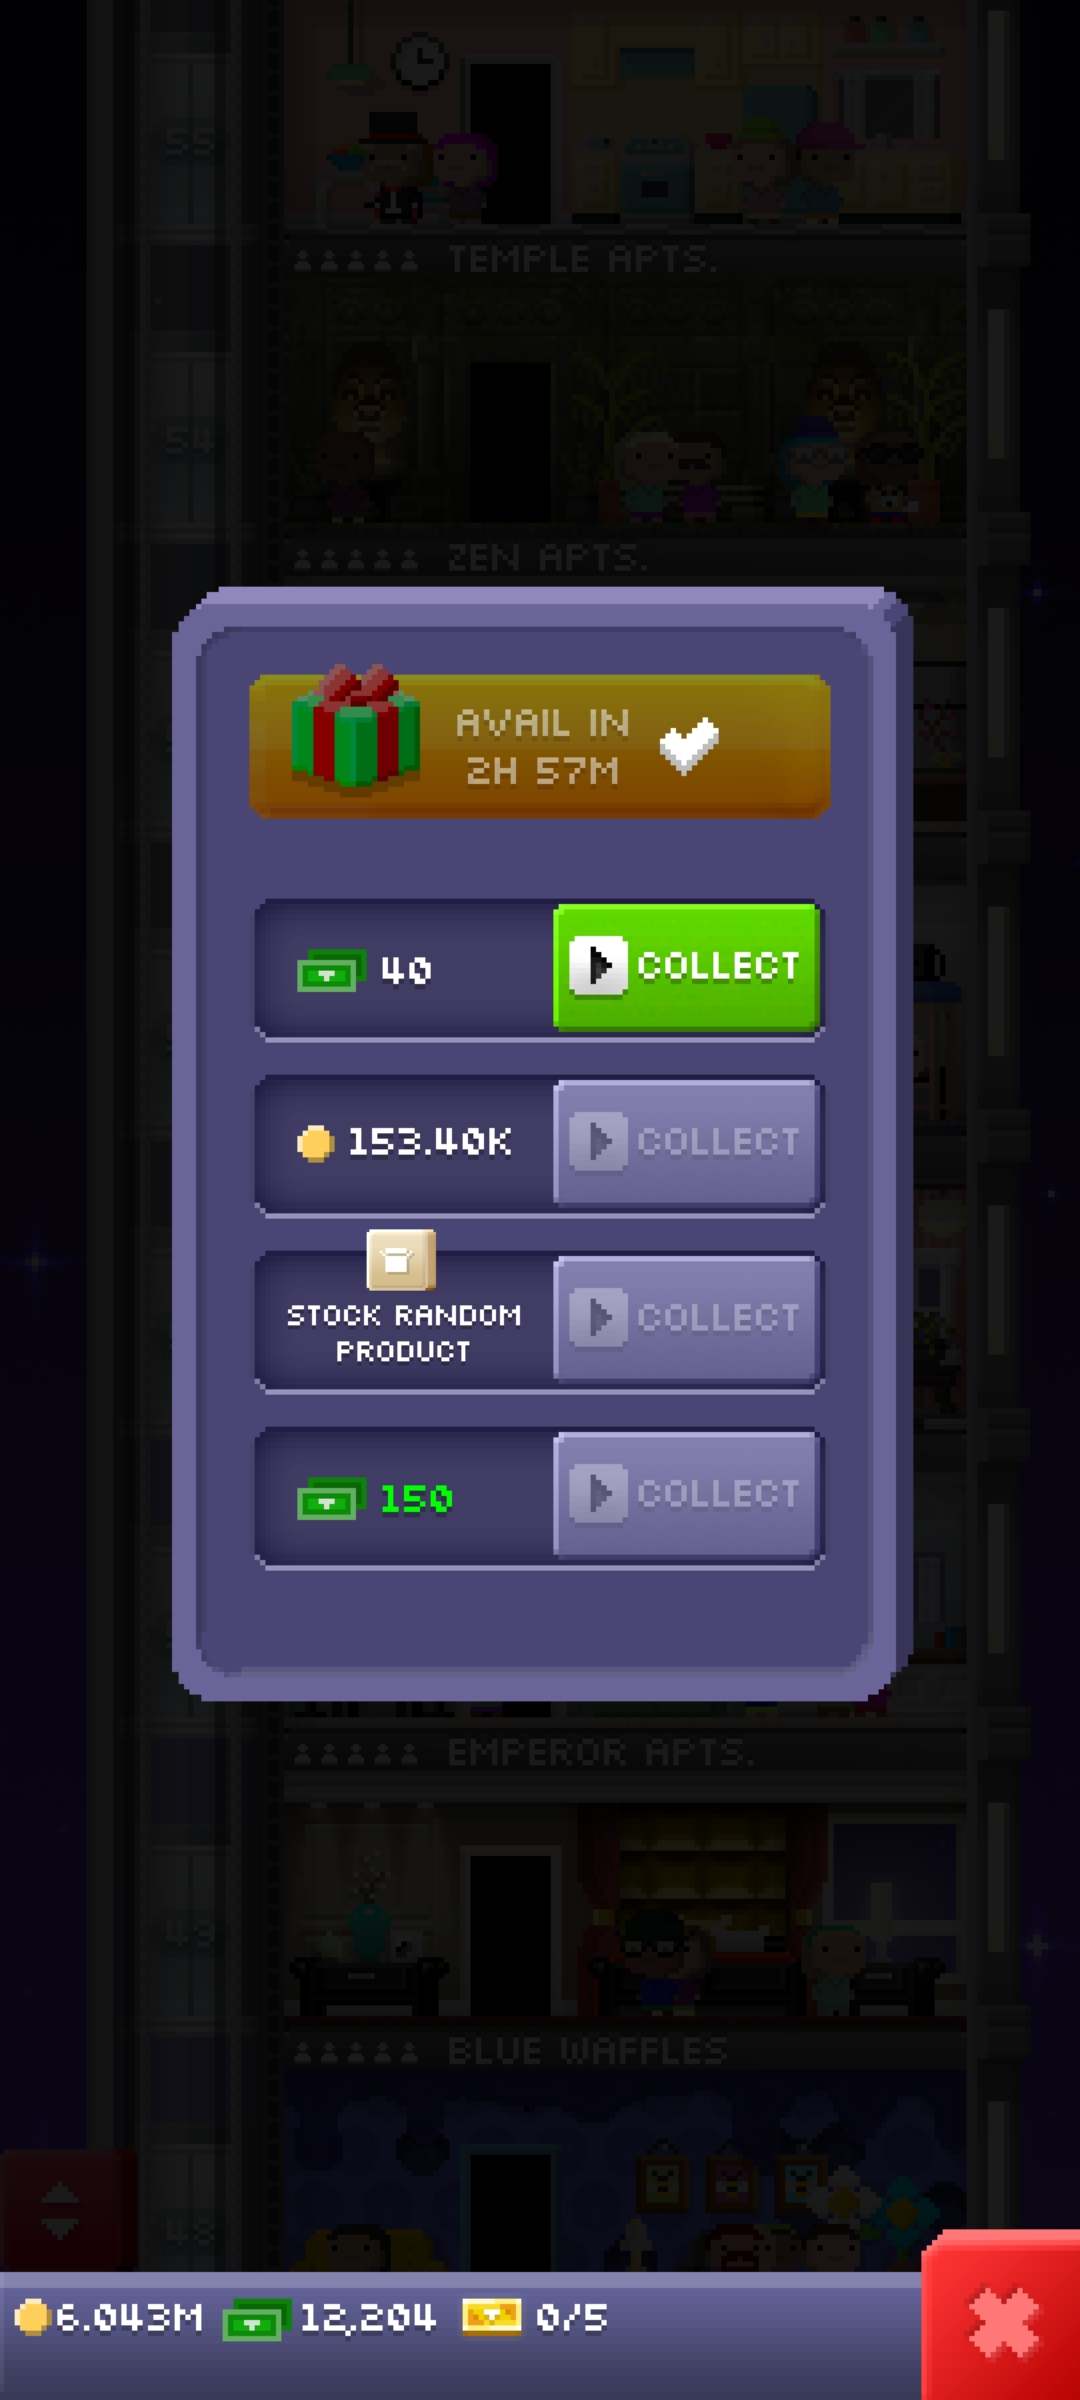 55
TEMPLE APTS.
54
ZEN APTS.
AVAIL IN
2H 57M
40
COLLECT
153.40K
COLLECT
STOCK RANDOM
PRODUCT
COLLECT
150
COLLECT
EMPEROR APTS.
49
BLUE WAFFLES
48
6.043M
12,204
0/5